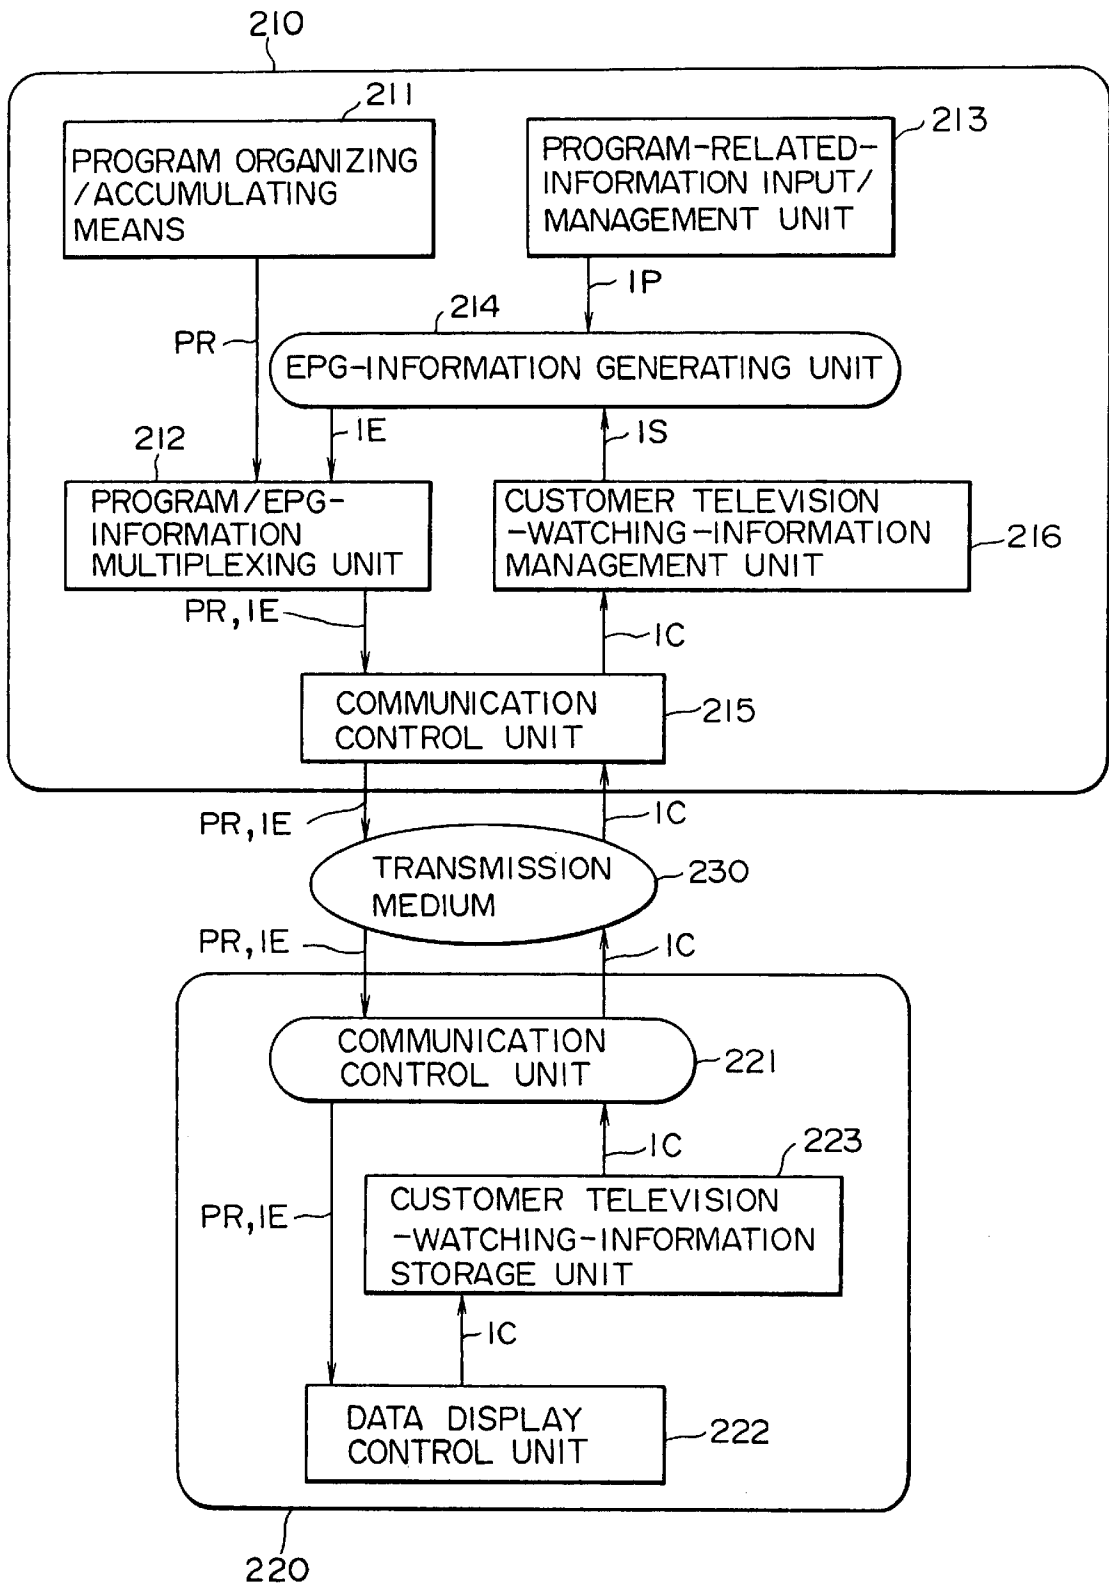 210
211
PROGRAM ORGANIZING
/ACCUMULATING
MEANS
213
PROGRAM-RELATED-
INFORMATION INPUT/
MANAGEMENT UNIT
IP
PR
214
EPG-INFORMATION GENERATING UNIT
IE
IS
212
PROGRAM/EPG-
INFORMATION
MULTIPLEXING UNIT
CUSTOMER TELEVISION
-WATCHING-INFORMATION
MANAGEMENT UNIT
216
PR, IE
IC
COMMUNICATION
CONTROL UNIT
215
PR, IE
IC
TRANSMISSION
MEDIUM
230
PR, IE
IC
COMMUNICATION
CONTROL UNIT
221
IC
223
PR, IE
CUSTOMER TELEVISION
-WATCHING-INFORMATION
STORAGE UNIT
IC
DATA DISPLAY
CONTROL UNIT
222
220